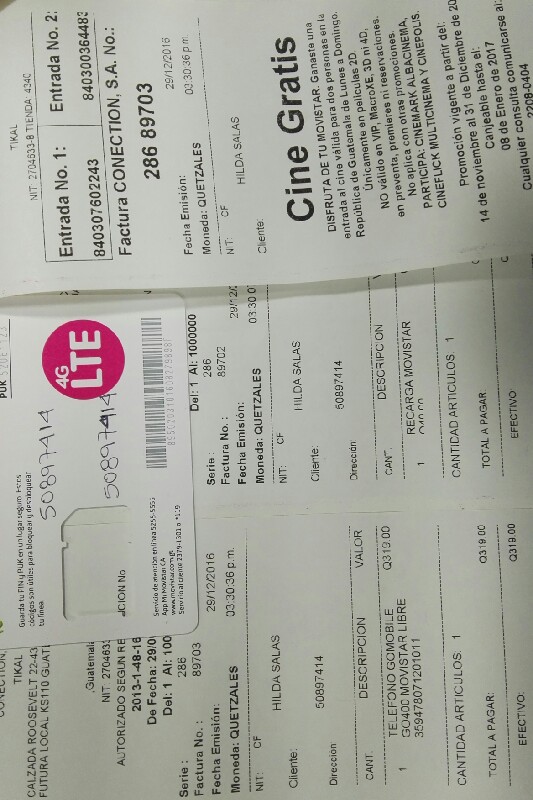 TIKAL
NIT: 2704633-8 TIENDA: 4340
Entrada No. 1: Entrada No. 2:
840307602243 840300364483
Factura CONECTION, S.A. No.:
286 89703
Fecha Emisión: 29/12/2016
Moneda: QUETZALES 03:30:36 p.m.
NIT: CF
Cliente: HILDA SALAS
Cine Gratis
DISFRUTA DE TU MOVISTAR. Ganaste una
entrada al cine válida para dos personas en la
República de Guatemala de Lunes a Domingo.
Únicamente en películas 2D
No válido en VIP, MacroXE, 3D ni 4D,
en preventa, premieres ni reservaciones.
No aplica con otras promociones.
PARTICIPA: CINEMARK, ALBACINEMA,
CINEFLICK MULTICINEMA Y CINEPOLIS
Promoción vigente a partir del:
14 de noviembre al 31 de Diciembre de 20
Canjeable hasta el:
08 de Enero de 2017
Cualquier consulta comunicarse al:
2208-0404
PUK
4G
LTE
50897414
50897414
Guarda tu PIN y PUK en un lugar seguro. Estos
códigos son útiles para bloquear y desbloquear
tu línea.
CION No
Servicio de atención en línea
App Mi Movistar CA
www.movistar.com.gt
Servicio al cliente 2379-1301 o *119
Del: 1 Al: 1000000
Serie : 286
Factura No. : 89702
Fecha Emisión: 29/12/
Moneda: QUETZALES 03:30:0
NIT: CF
Cliente: HILDA SALAS
50897414
Dirección
CANT. DESCRIPCION
1 RECARGA MOVISTAR
CANTIDAD ARTICULOS: 1
TOTAL A PAGAR:
EFECTIVO:
CONECTION,
TIKAL
CALZADA ROOSEVELT 22-43
FUTURA LOCAL KS110 GUAT
,Guatemala
NIT: 270463
AUTORIZADO SEGUN RE
2013-1-48-16
De Fecha: 29/0
Del: 1 Al: 100
Serie : 286
Factura No. : 89703
Fecha Emisión: 29/12/2016
Moneda: QUETZALES 03:30:36 p.m.
NIT: CF
Cliente: HILDA SALAS
50897414
Dirección
CANT. DESCRIPCION VALOR
TELEFONO GOMOBILE Q319.00
1 GO400C MOVISTAR LIBRE
359478071201011
CANTIDAD ARTICULOS: 1
TOTAL A PAGAR: Q319.00
EFECTIVO: Q319.00